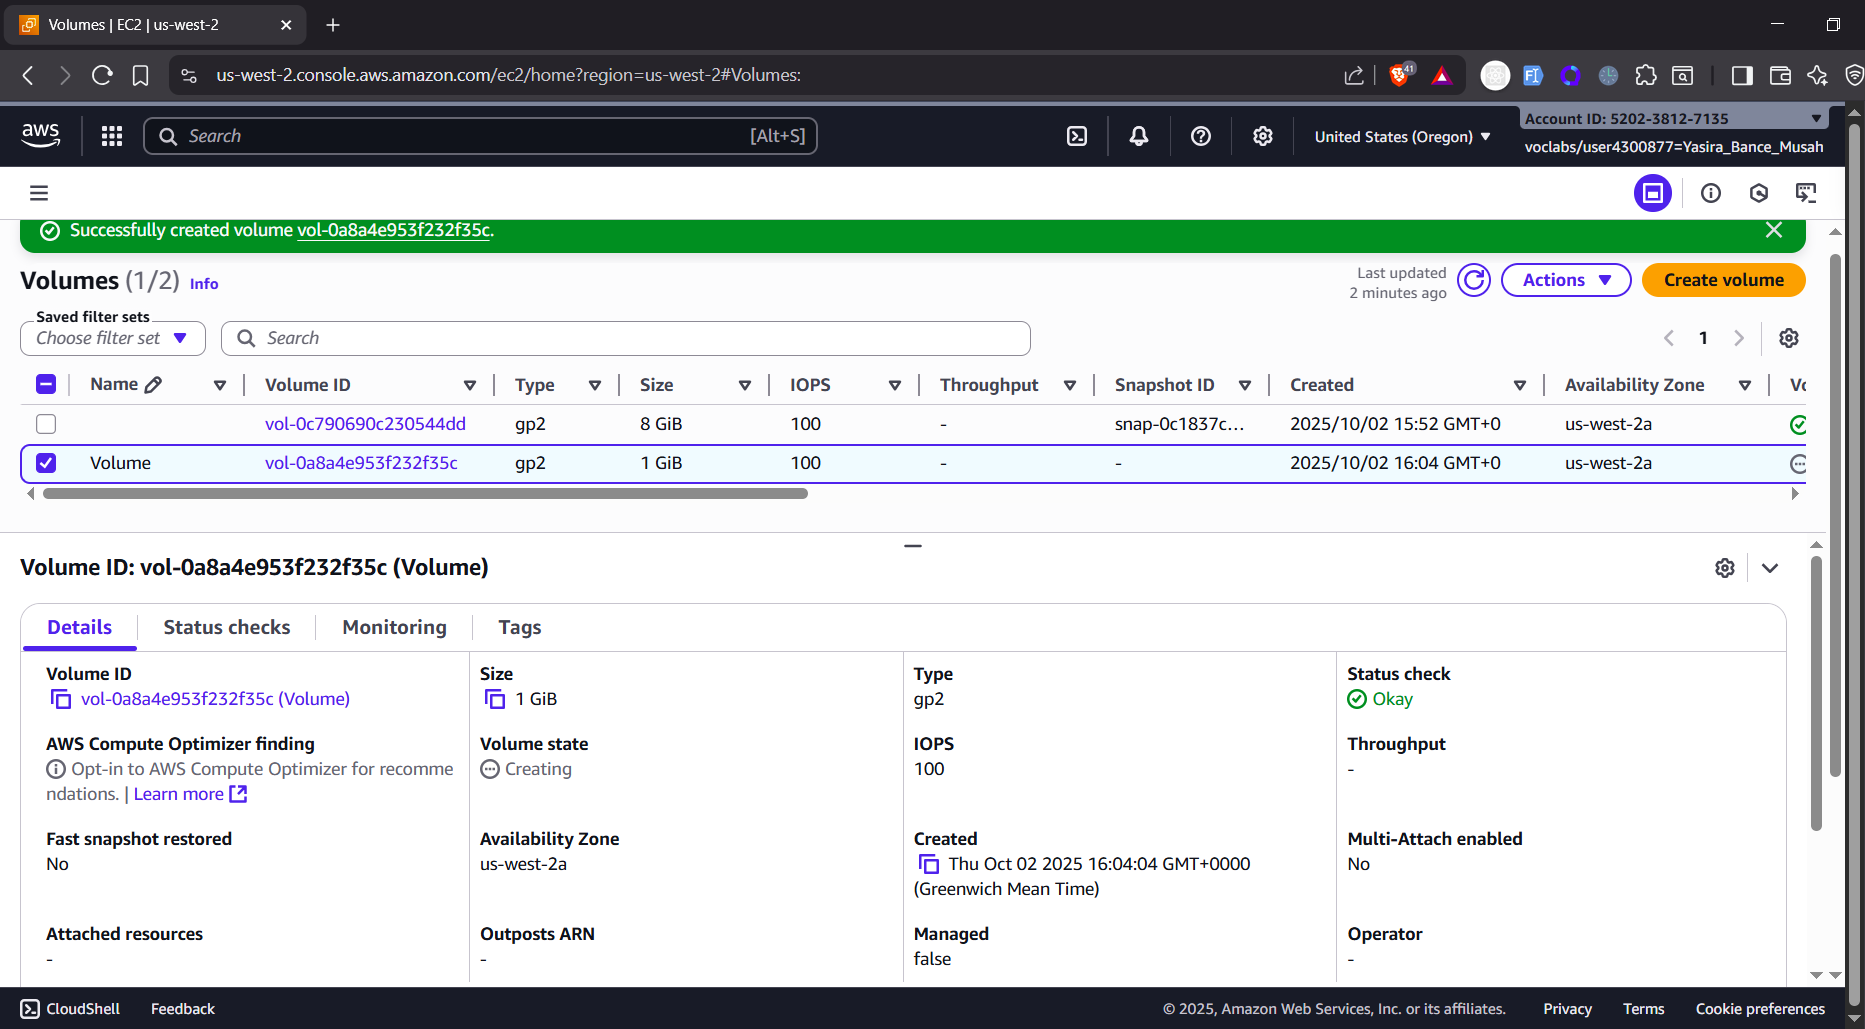 Volumes | EC2 | us-west-2
us-west-2.console.aws.amazon.com/ec2/home?region=us-west-2#Volumes:
41
aws
Search [Alt+S]
United States (Oregon)
Account ID: 5202-3812-7135
voclabs/user4300877=Yasira_Bance_Musah
Successfully created volume vol-0a8a4e953f232f35c.
Volumes (1/2) Info
Last updated
2 minutes ago
Actions
Create volume
Saved filter sets
Choose filter set
Search
1
Name Volume ID Type Size IOPS Throughput Snapshot ID Created Availability Zone Vo
vol-0c790690c230544dd gp2 8 GiB 100 - snap-0c1837c... 2025/10/02 15:52 GMT+0 us-west-2a
Volume vol-0a8a4e953f232f35c gp2 1 GiB 100 - - 2025/10/02 16:04 GMT+0 us-west-2a
Volume ID: vol-0a8a4e953f232f35c (Volume)
Details Status checks Monitoring Tags
Volume ID
vol-0a8a4e953f232f35c (Volume)
Size
1 GiB
Type
gp2
Status check
Okay
AWS Compute Optimizer finding
Opt-in to AWS Compute Optimizer for recomme
ndations. | Learn more
Volume state
Creating
IOPS
100
Throughput
-
Fast snapshot restored
No
Availability Zone
us-west-2a
Created
Thu Oct 02 2025 16:04:04 GMT+0000
(Greenwich Mean Time)
Multi-Attach enabled
No
Attached resources
-
Outposts ARN
-
Managed
false
Operator
-
CloudShell Feedback
© 2025, Amazon Web Services, Inc. or its affiliates. Privacy Terms Cookie preferences